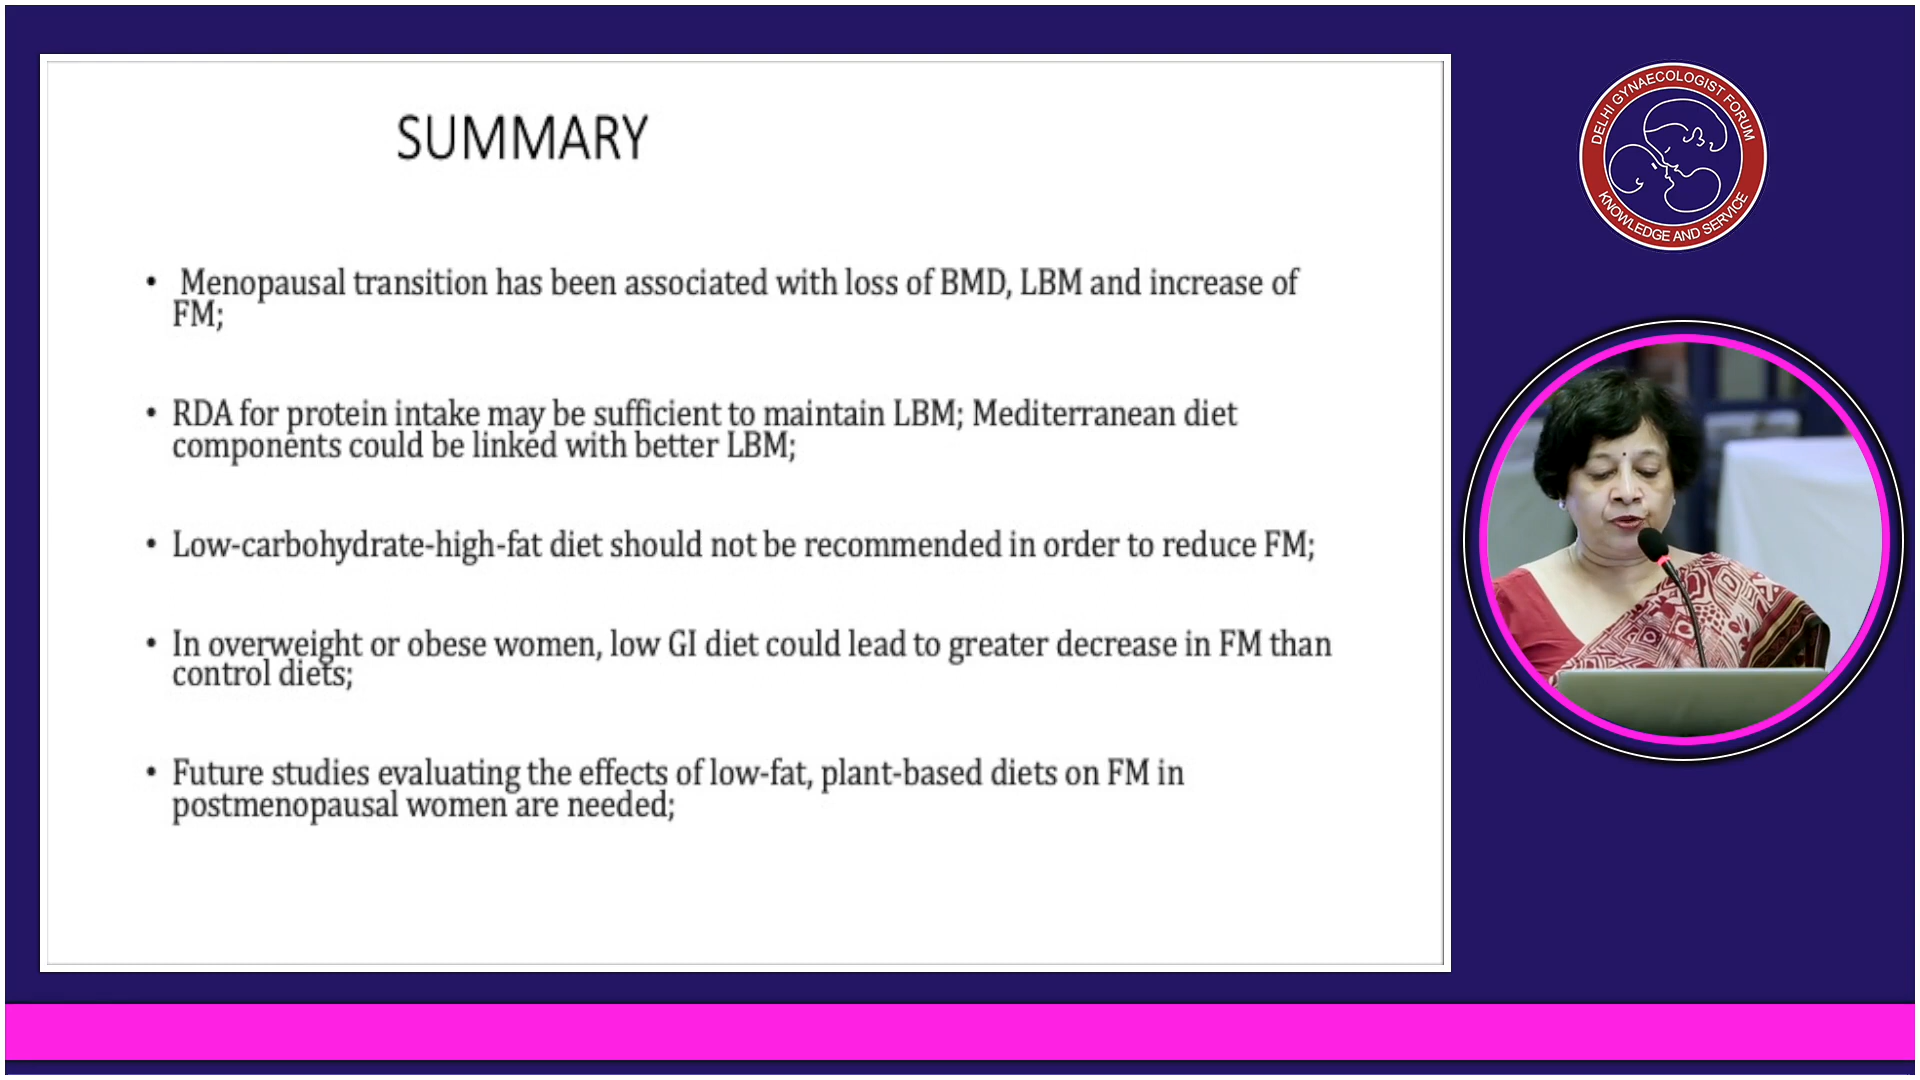 SUMMARY
• Menopausal transition has been associated with loss of BMD, LBM and increase of
FM;
• RDA for protein intake may be sufficient to maintain LBM; Mediterranean diet
components could be linked with better LBM;
• Low-carbohydrate-high-fat diet should not be recommended in order to reduce FM;
• In overweight or obese women, low GI diet could lead to greater decrease in FM than
control diets;
• Future studies evaluating the effects of low-fat, plant-based diets on FM in
postmenopausal women are needed;
DELHI GYNAECOLOGIST FORUM
KNOWLEDGE AND SERVICE